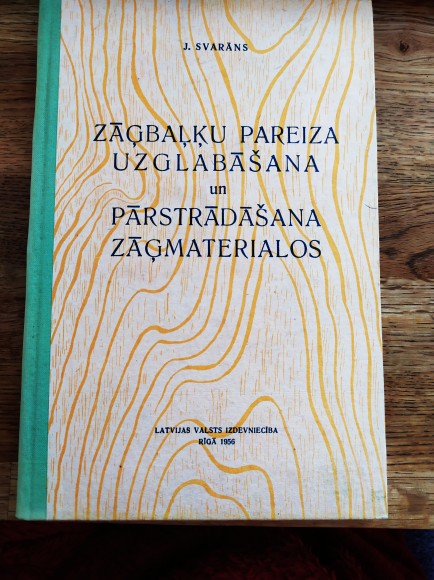 J. SVARĀNS
ZĀĢBAĻĶU PAREIZA
UZGLABĀŠANA
un
PĀRSTRĀDĀŠANA
ZĀĢMATERIALOS
LATVIJAS VALSTS IZDEVNIECĪBA
RĪGĀ 1956